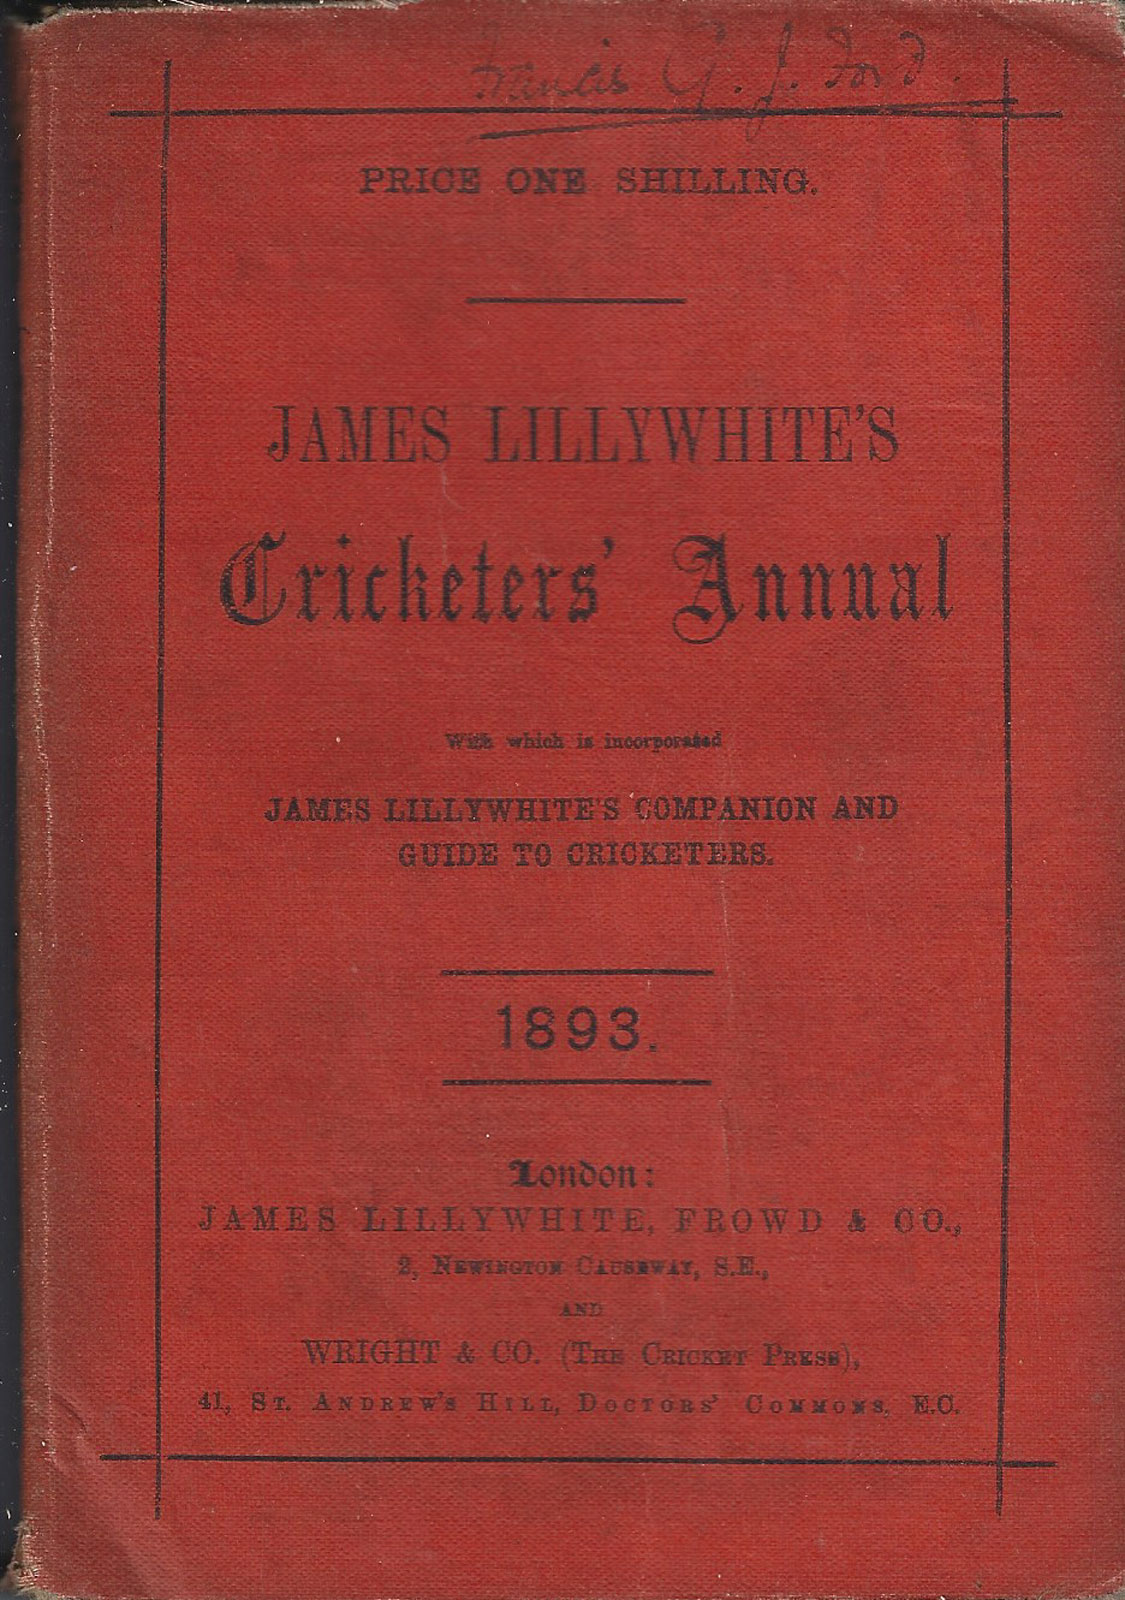 Francis G. J. Ford.
PRICE ONE SHILLING.
JAMES LILLYWHITE'S
Cricketers' Annual
With which is incorporated
JAMES LILLYWHITE'S COMPANION AND
GUIDE TO CRICKETERS.
1893.
London:
JAMES LILLYWHITE, FROWD & CO.,
2, NEWINGTON CAUSEWAY, S.E.,
AND
WRIGHT & CO. (THE CRICKET PRESS),
41, ST. ANDREW'S HILL, DOCTORS' COMMONS, E.C.